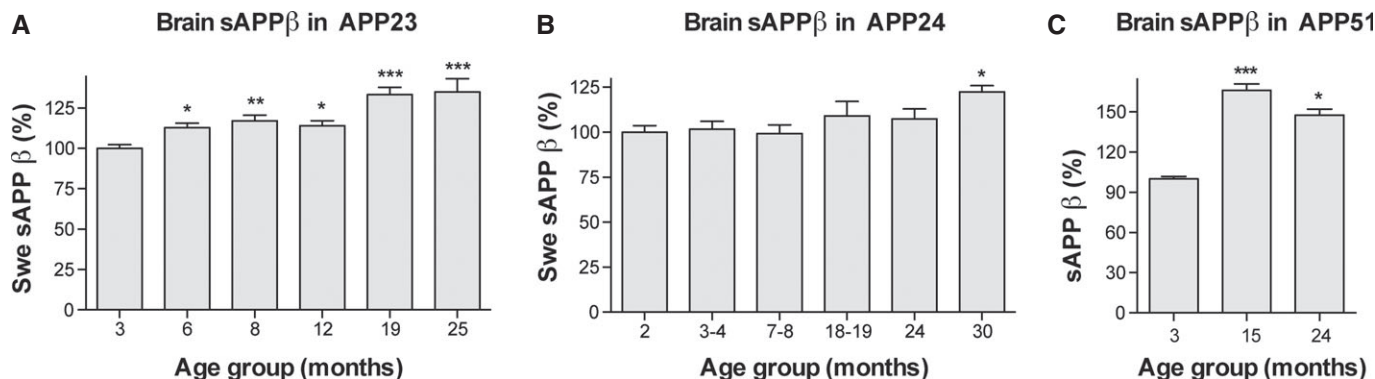 A Brain sAPPβ in APP23
Swe sAPP β (%)
125
100
75
50
25
0
* ** * *** ***
3 6 8 12 19 25
Age group (months)
B Brain sAPPβ in APP24
Swe sAPP β (%)
125
100
75
50
25
0
*
2 3-4 7-8 18-19 24 30
Age group (months)
C Brain sAPPβ in APP51
sAPP β (%)
150
120
90
60
30
0
*** *
3 15 24
Age group (months)